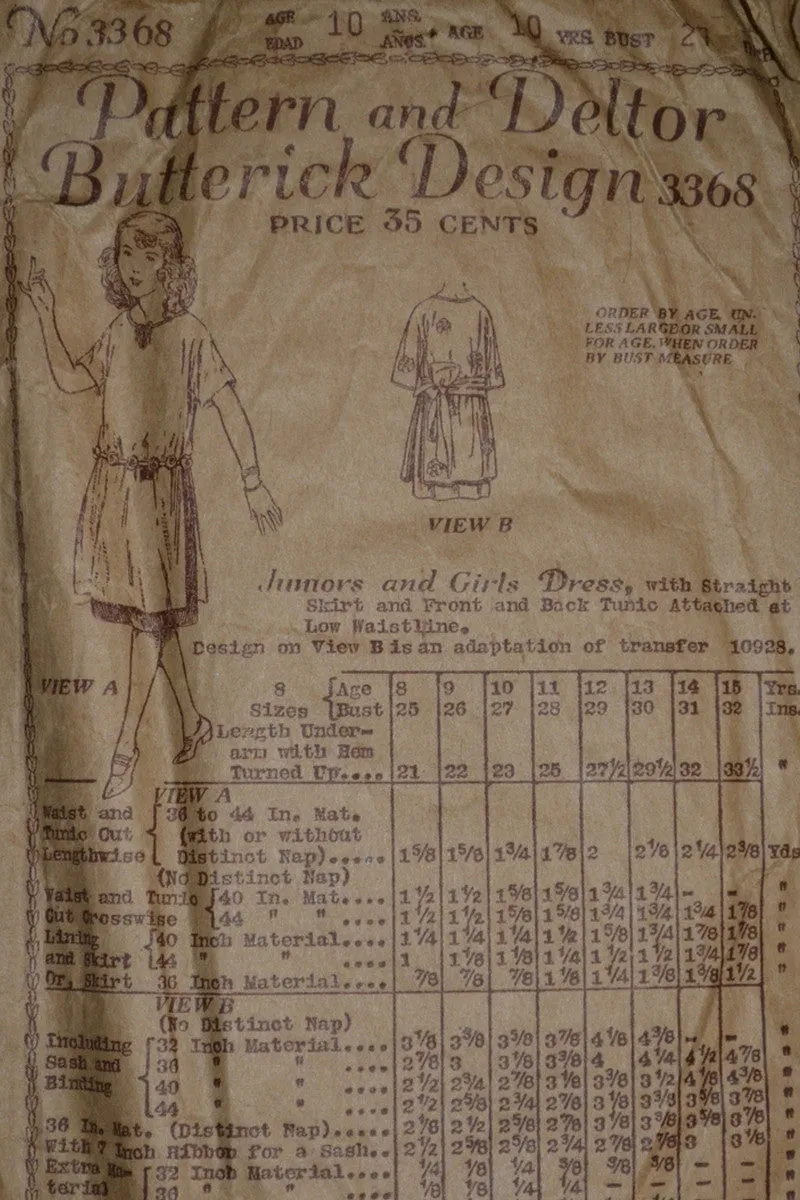 No 3368 AGE EDAD 10 ANS. AÑOS* AGE 10 YRS BUST
Pattern and Deltor
Butterick Design 3368
PRICE 35 CENTS
ORDER BY AGE, UN-
LESS LARGE OR SMALL
FOR AGE, WHEN ORDER
BY BUST MEASURE
VIEW B
Juniors and Girls Dress, with Straight
Skirt and Front and Back Tunic Attached at
Low Waistline.
Design on View B is an adaptation of transfer 10928.
VIEW A
8 Age 8 9 10 11 12 13 14 15 Yrs.
Sizes Bust 25 26 27 28 29 30 31 32 Ins.
Length Under-
arm with Hem
Turned Up.... 21 22 23 25 27½ 29½ 32 33½ "
VIEW A
Waist and 36 to 44 In. Mat.
Tunic Cut (with or without
Lengthwise Distinct Nap)..... 1⅝ 1⅝ 1¾ 1⅞ 2 2⅛ 2¼ 2⅜ Yds
(No Distinct Nap)
Waist and Tunic 40 In. Mat.... 1½ 1½ 1⅝ 1⅝ 1¾ 1¾ – – "
Cut Crosswise 44 " " .... 1½ 1½ 1⅝ 1⅝ 1¾ 1¾ 1¾ 1⅞ "
Lining 40 Inch Material.... 1¼ 1¼ 1¼ 1½ 1⅝ 1¾ 1⅞ 1⅞ "
and Skirt 44 " " .... 1 1⅛ 1⅛ 1¼ 1½ 1½ 1¾ 1⅞ "
Or, Skirt 36 Inch Material.... ⅞ ⅞ ⅞ 1⅛ 1¼ 1⅜ 1⅜ 1½ "
VIEW B
(No Distinct Nap)
Including 32 Inch Material.... 3⅛ 3⅜ 3⅝ 3⅞ 4⅛ 4⅜ – – "
Sash and 36 " " .... 2⅞ 3 3⅛ 3⅜ 4 4¼ 4½ 4⅞ "
Binding 40 " " .... 2½ 2¾ 2⅞ 3⅛ 3⅜ 3½ 4⅛ 4⅜ "
44 " " .... 2½ 2⅝ 2¾ 2⅞ 3⅛ 3⅜ 3⅝ 3⅞ "
36 In. Mat. (Distinct Nap)..... 2⅛ 2½ 2⅝ 2⅞ 3⅛ 3⅜ 3⅝ 3⅞ "
With 7 Inch Ribbon for a Sash.. 2½ 2⅝ 2⅝ 2¾ 2⅞ 2⅞ 3 3⅛ "
Extra Ma- 32 Inch Material.... ¼ ⅛ ¼ ⅜ ⅜ ⅜ – – "
terial 36 " " .... ⅛ ⅛ ¼ ¼ – – – – "